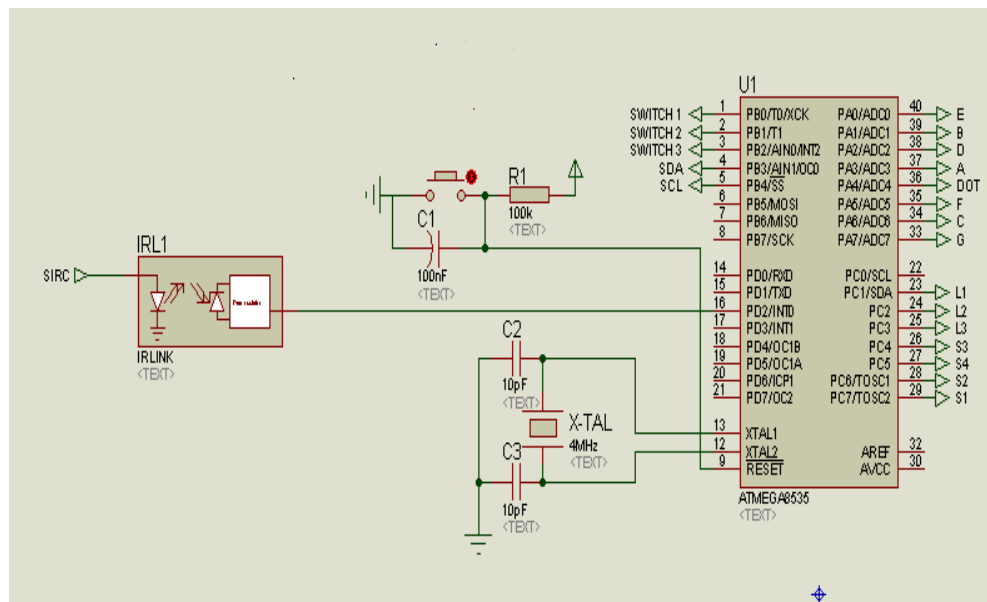 U1
SWITCH 1 1 PB0/T0/XCK PA0/ADC0 40 E
SWITCH 2 2 PB1/T1 PA1/ADC1 39 B
SWITCH 3 3 PB2/AIN0/INT2 PA2/ADC2 38 D
SDA 4 PB3/AIN1/OC0 PA3/ADC3 37 A
SCL 5 PB4/SS PA4/ADC4 36 DOT
6 PB5/MOSI PA5/ADC5 35 F
7 PB6/MISO PA6/ADC6 34 C
8 PB7/SCK PA7/ADC7 33 G
14 PD0/RXD PC0/SCL 22
15 PD1/TXD PC1/SDA 23 L1
16 PD2/INT0 PC2 24 L2
17 PD3/INT1 PC3 25 L3
18 PD4/OC1B PC4 26 S3
19 PD5/OC1A PC5 27 S4
20 PD6/ICP1 PC6/TOSC1 28 S2
21 PD7/OC2 PC7/TOSC2 29 S1
13 XTAL1
12 XTAL2 AREF 32
9 RESET AVCC 30
ATMEGA8535
<TEXT>
R1
100k
<TEXT>
C1
100nF
<TEXT>
IRL1
SIRC
IRLINK
<TEXT>
C2
10pF
<TEXT>
X-TAL
4MHz
<TEXT>
C3
10pF
<TEXT>